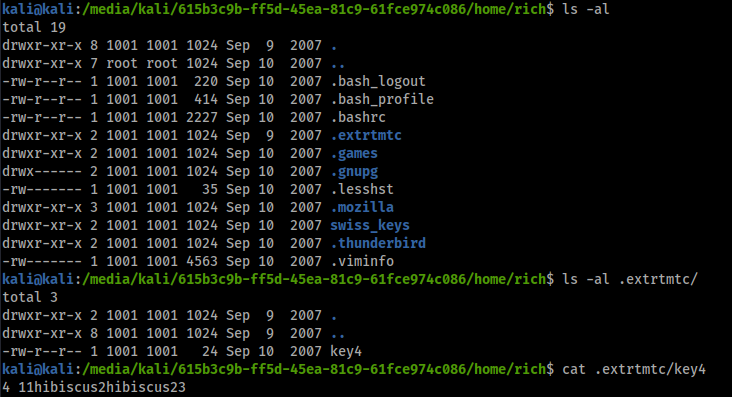 kali@kali:/media/kali/615b3c9b-ff5d-45ea-81c9-61fce974c086/home/rich$ ls -al
total 19
drwxr-xr-x 8 1001 1001 1024 Sep  9  2007 .
drwxr-xr-x 7 root root 1024 Sep 10  2007 ..
-rw-r--r-- 1 1001 1001  220 Sep 10  2007 .bash_logout
-rw-r--r-- 1 1001 1001  414 Sep 10  2007 .bash_profile
-rw-r--r-- 1 1001 1001 2227 Sep 10  2007 .bashrc
drwxr-xr-x 2 1001 1001 1024 Sep  9  2007 .extrtmtc
drwxr-xr-x 2 1001 1001 1024 Sep 10  2007 .games
drwx------ 2 1001 1001 1024 Sep 10  2007 .gnupg
-rw------- 1 1001 1001   35 Sep 10  2007 .lesshst
drwxr-xr-x 3 1001 1001 1024 Sep 10  2007 .mozilla
drwxr-xr-x 2 1001 1001 1024 Sep 10  2007 swiss_keys
drwxr-xr-x 2 1001 1001 1024 Sep 10  2007 .thunderbird
-rw------- 1 1001 1001 4563 Sep 10  2007 .viminfo
kali@kali:/media/kali/615b3c9b-ff5d-45ea-81c9-61fce974c086/home/rich$ ls -al .extrtmtc/
total 3
drwxr-xr-x 2 1001 1001 1024 Sep  9  2007 .
drwxr-xr-x 8 1001 1001 1024 Sep  9  2007 ..
-rw-r--r-- 1 1001 1001   24 Sep 10  2007 key4
kali@kali:/media/kali/615b3c9b-ff5d-45ea-81c9-61fce974c086/home/rich$ cat .extrtmtc/key4
4 11hibiscus2hibiscus23